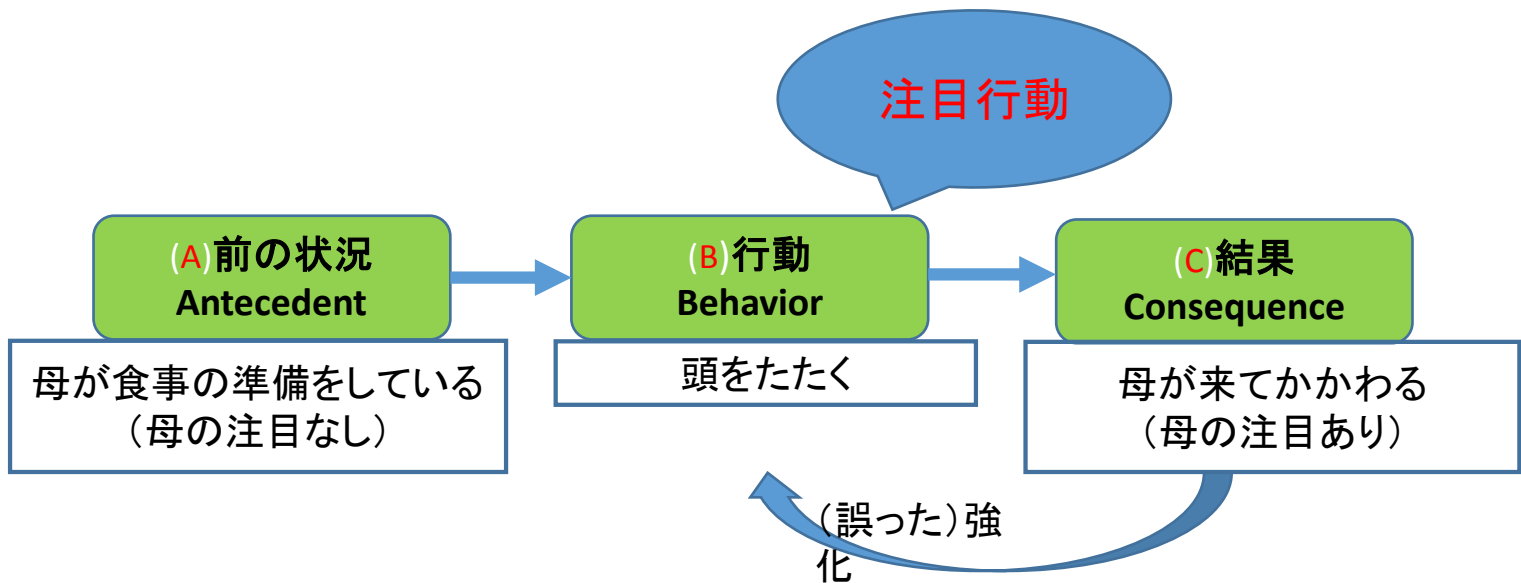 注目行動
(A)前の状況
Antecedent
母が食事の準備をしている
（母の注目なし）
(B)行動
Behavior
頭をたたく
(C)結果
Consequence
母が来てかかわる
（母の注目あり）
（誤った）強
化